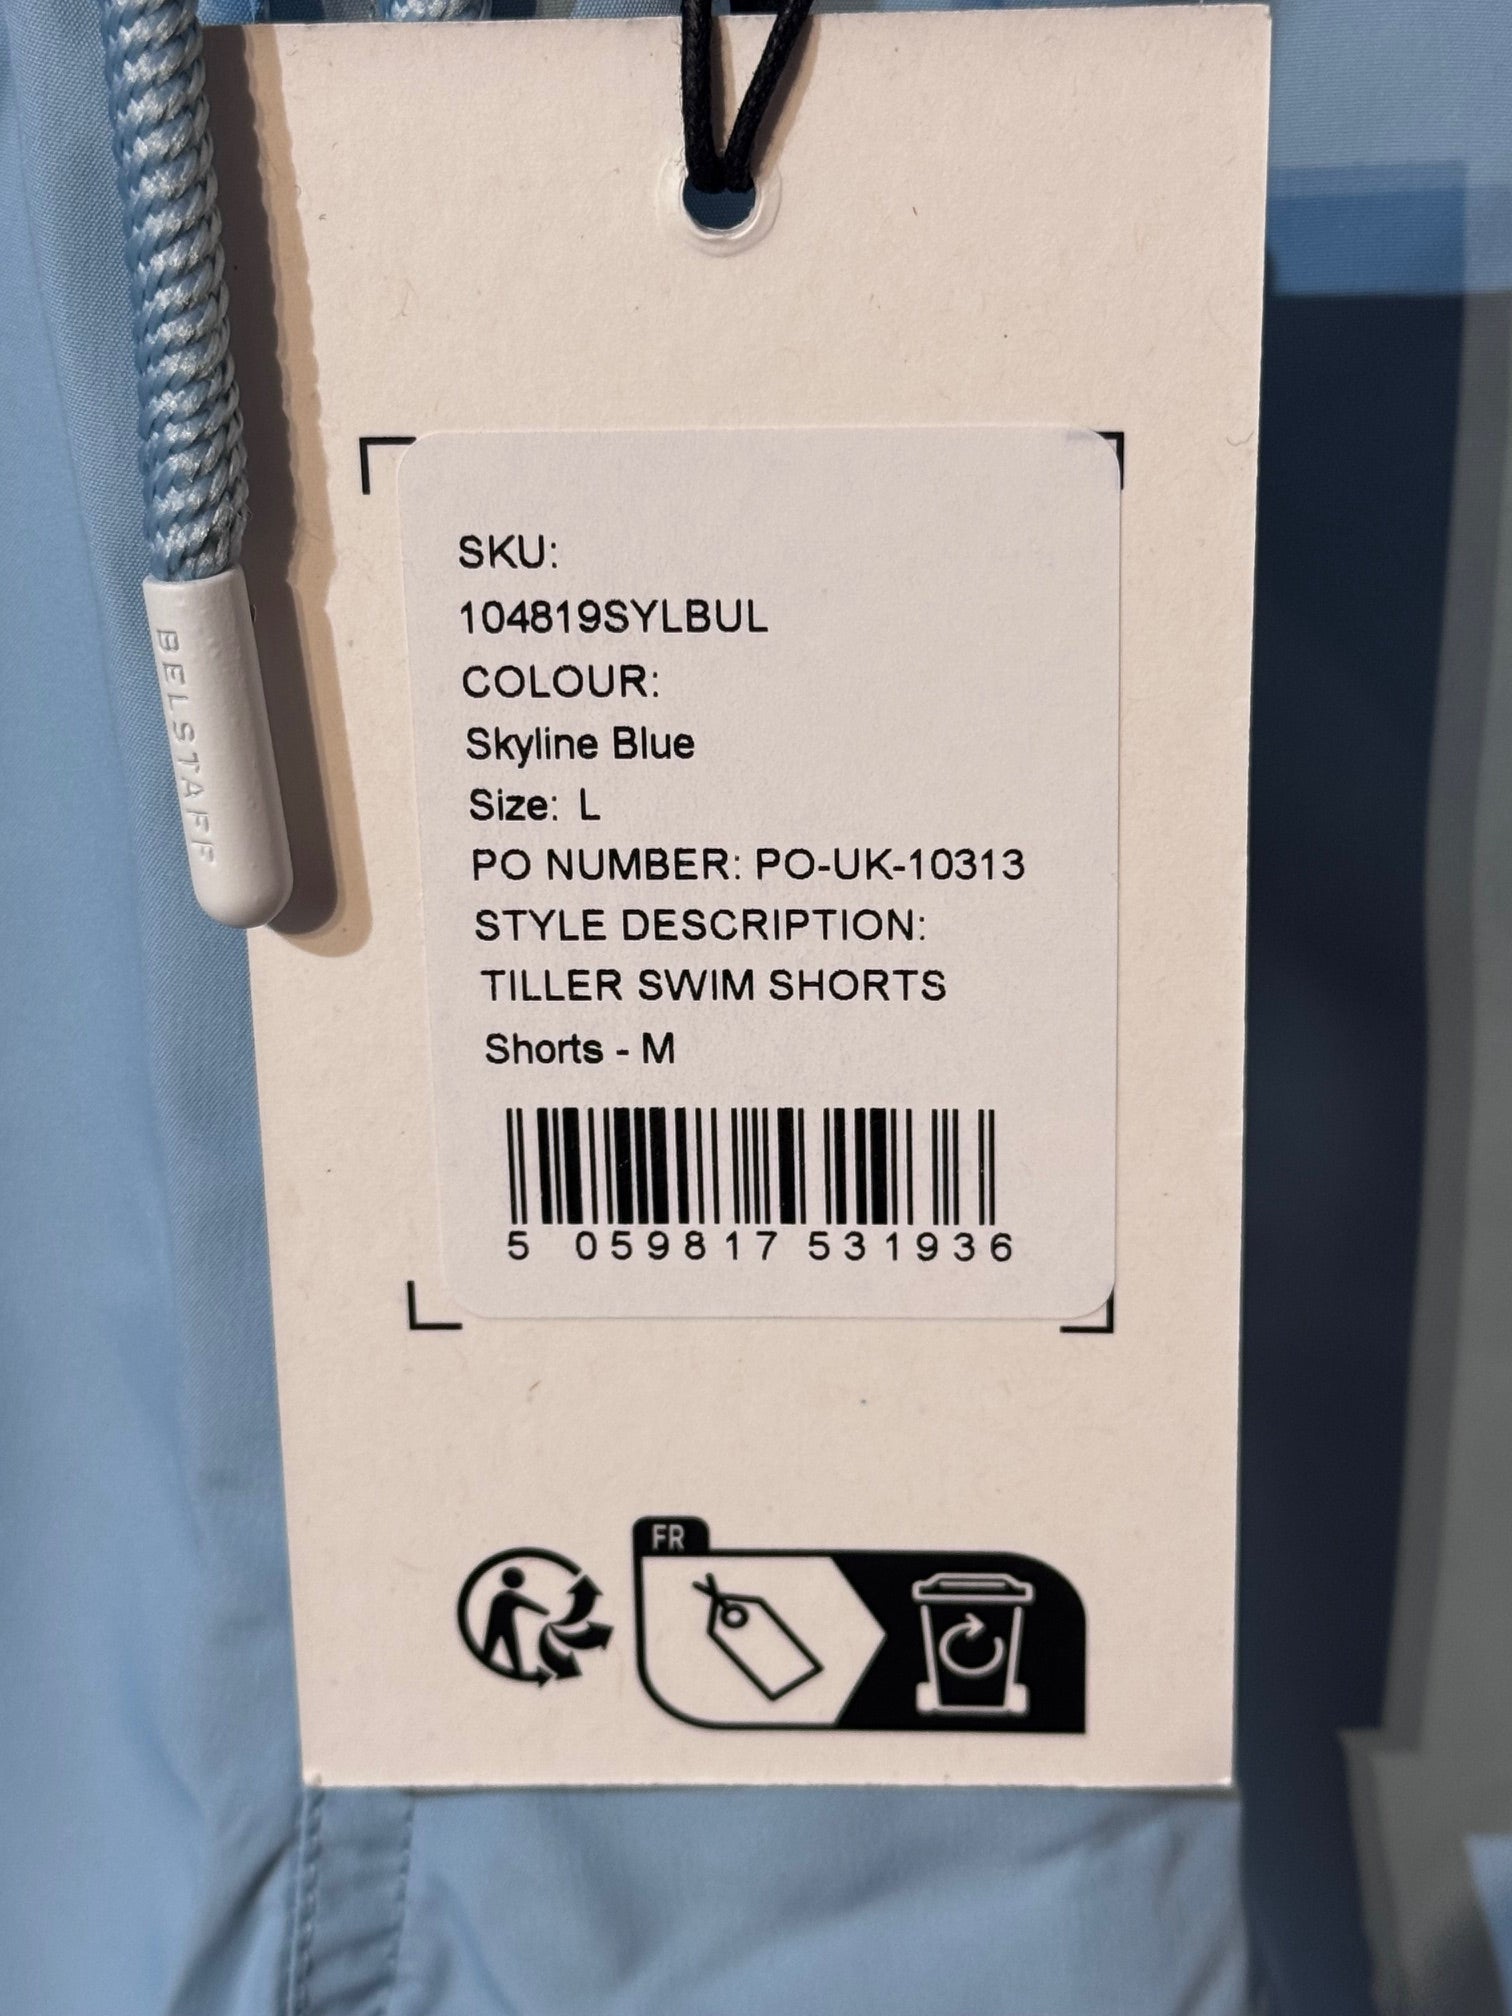 BELSTAFF
SKU:
104819SYLBUL
COLOUR:
Skyline Blue
Size: L
PO NUMBER: PO-UK-10313
STYLE DESCRIPTION:
TILLER SWIM SHORTS
Shorts - M
5 059817 531936
FR